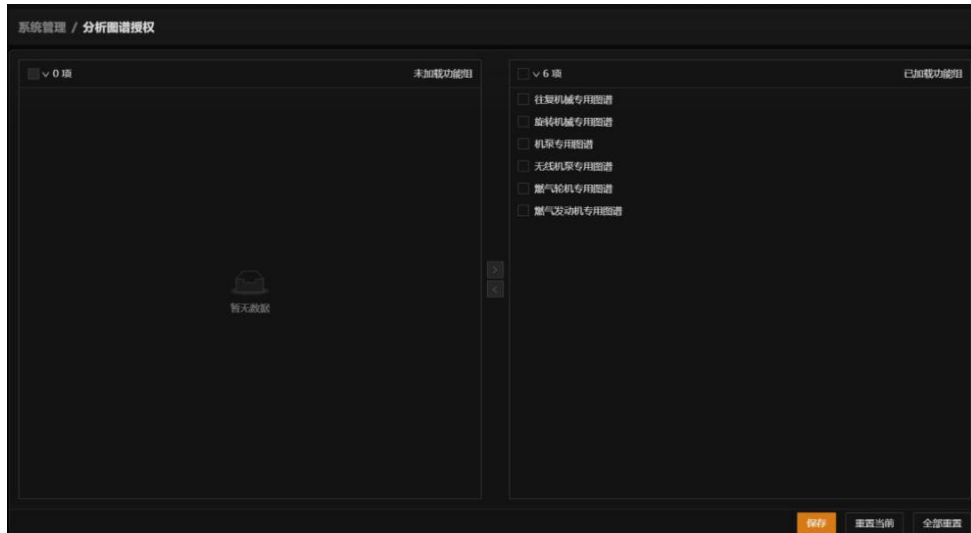 系统管理 / 分析图谱授权
0 项 未加载功能组
6 项 已加载功能组
往复机械专用图谱
旋转机械专用图谱
机泵专用图谱
无线机泵专用图谱
燃气轮机专用图谱
燃气发动机专用图谱
暂无数据
保存 重置当前 全部重置